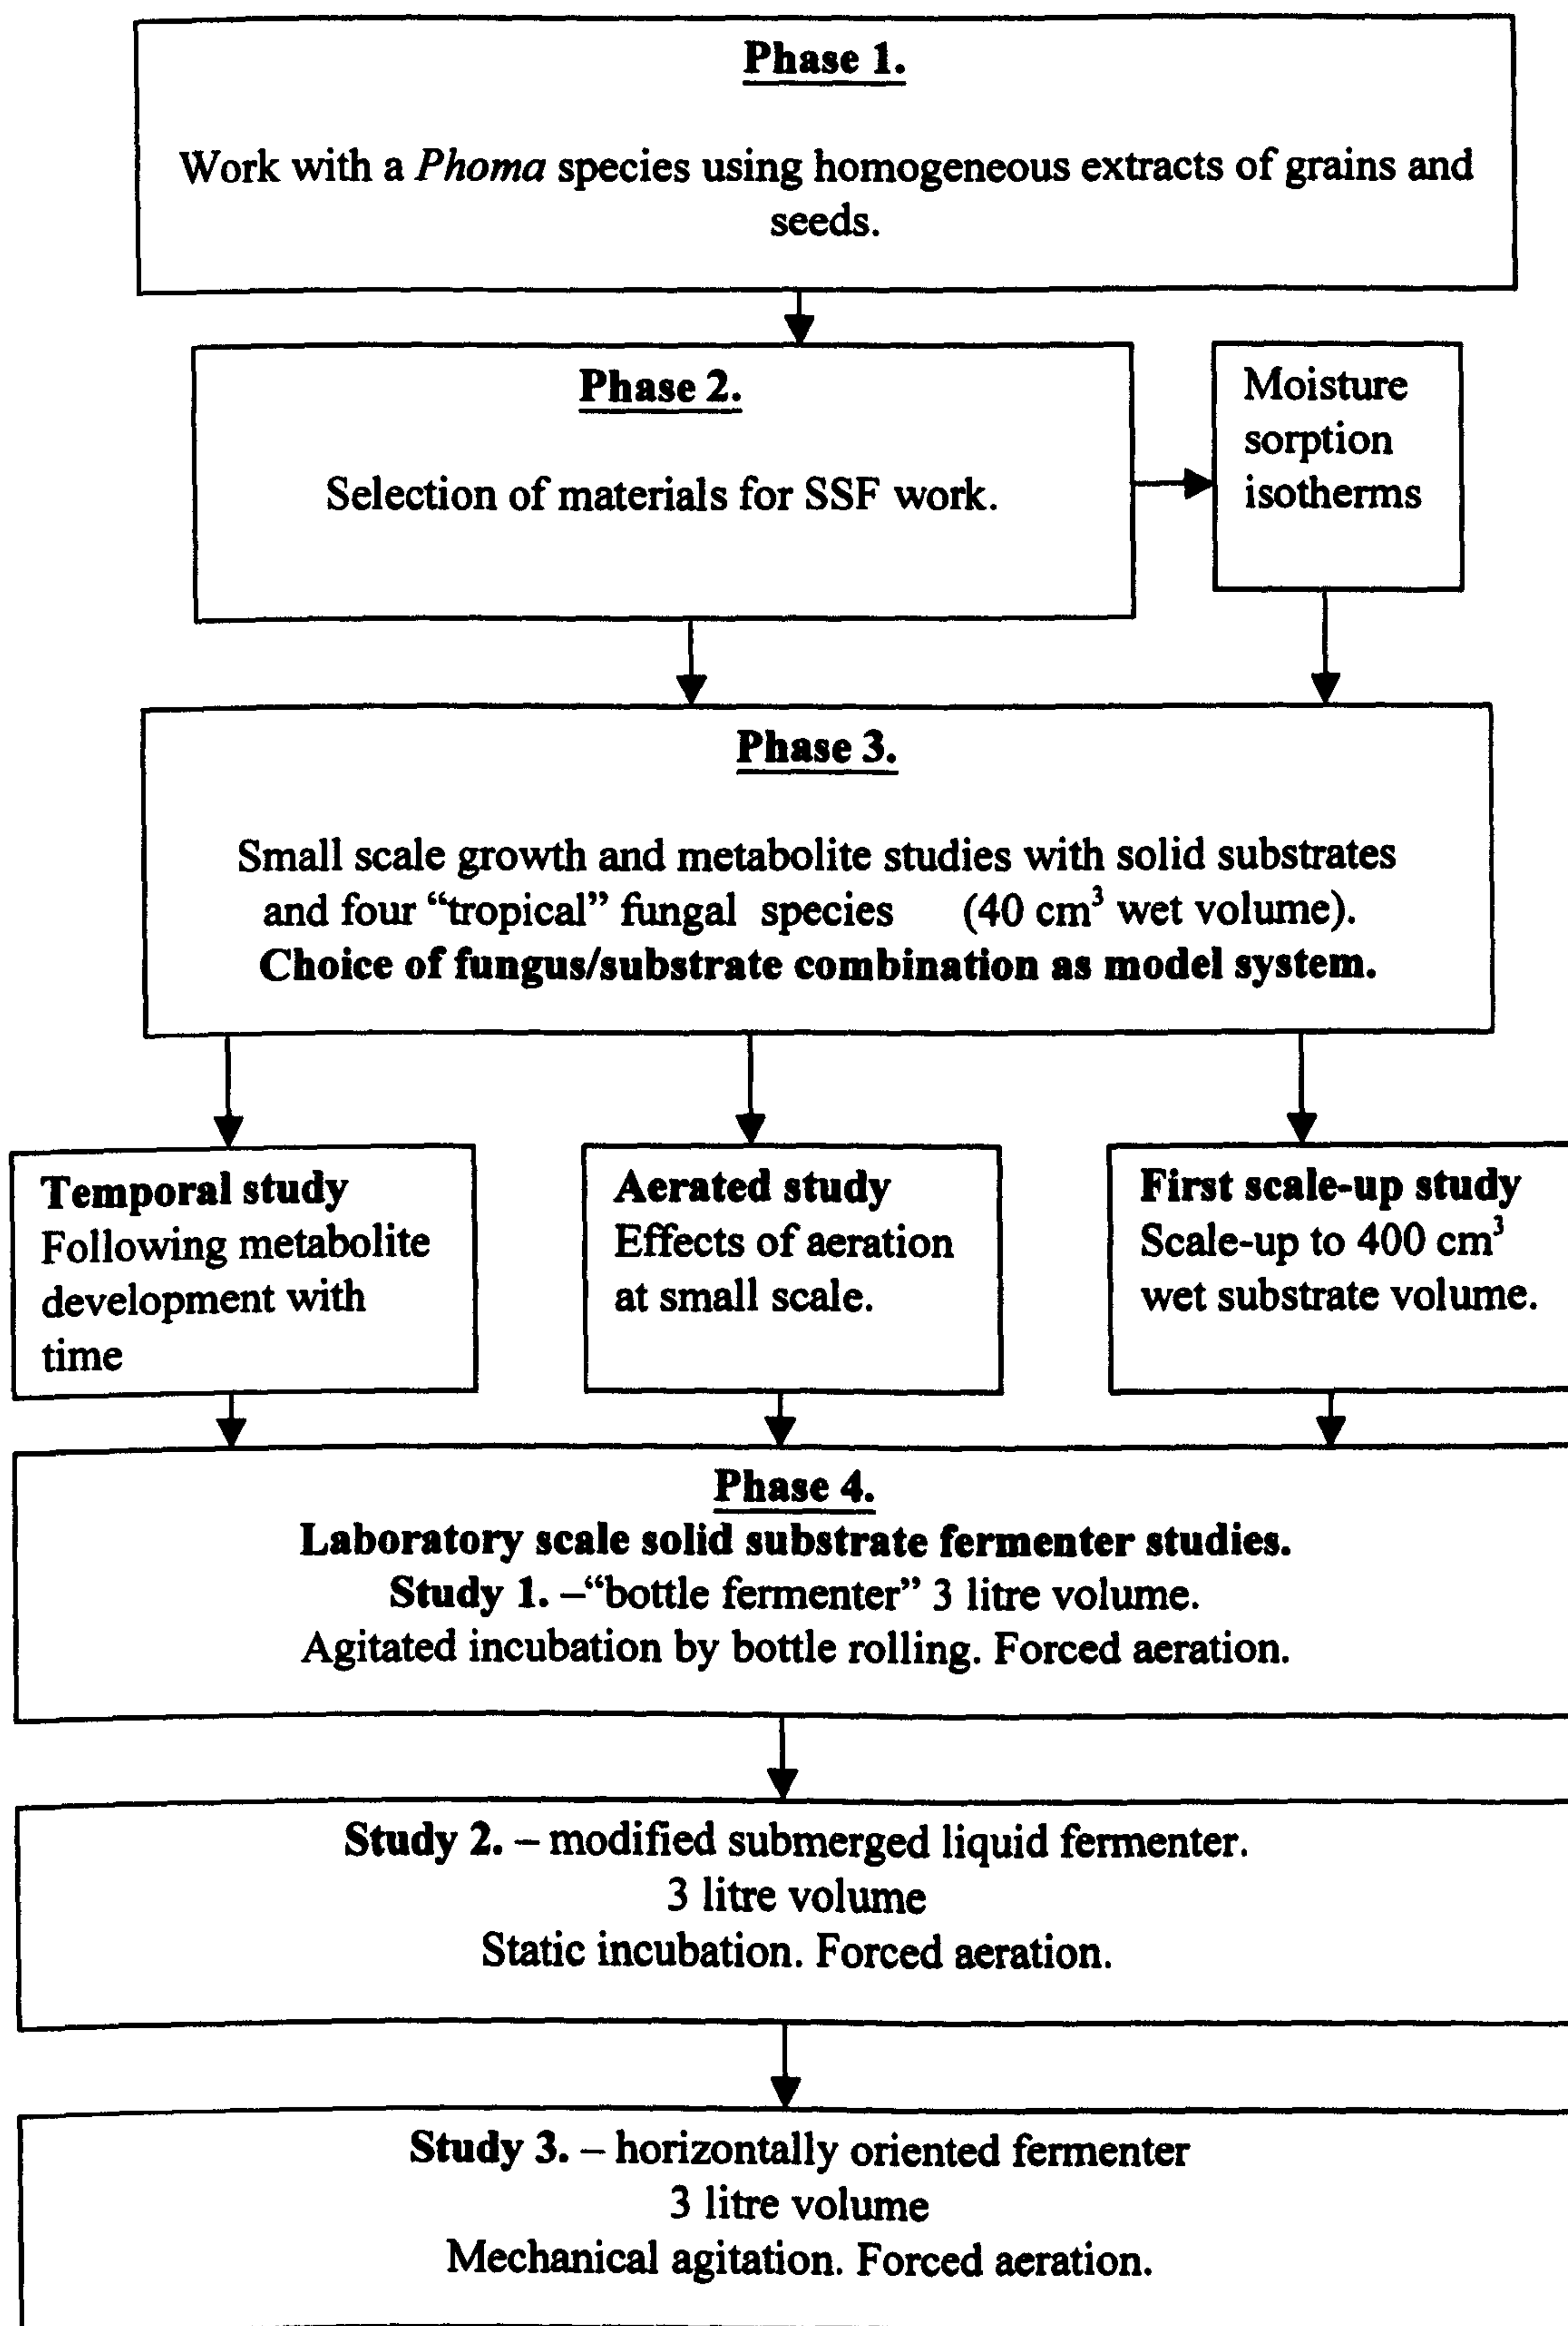 Phase 1.
Work with a Phoma species using homogeneous extracts of grains and
seeds.
Phase 2.
Selection of materials for SSF work.
Moisture
sorption
isotherms
Phase 3.
Small scale growth and metabolite studies with solid substrates
and four “tropical” fungal species (40 cm³ wet volume).
Choice of fungus/substrate combination as model system.
Temporal study
Following metabolite
development with
time
Aerated study
Effects of aeration
at small scale.
First scale-up study
Scale-up to 400 cm³
wet substrate volume.
Phase 4.
Laboratory scale solid substrate fermenter studies.
Study 1. –“bottle fermenter” 3 litre volume.
Agitated incubation by bottle rolling. Forced aeration.
Study 2. – modified submerged liquid fermenter.
3 litre volume
Static incubation. Forced aeration.
Study 3. – horizontally oriented fermenter
3 litre volume
Mechanical agitation. Forced aeration.